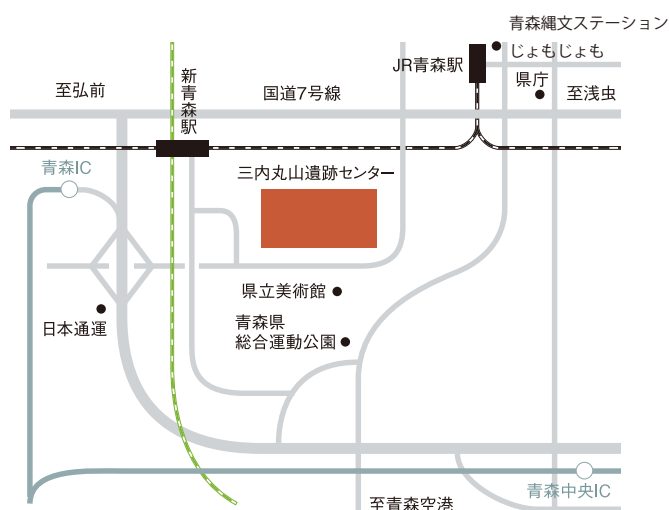 青森縄文ステーション
じょもじょも
JR青森駅
県庁
至弘前
新青森駅
国道7号線
至浅虫
青森IC
三内丸山遺跡センター
県立美術館
日本通運
青森県
総合運動公園
青森中央IC
至青森空港